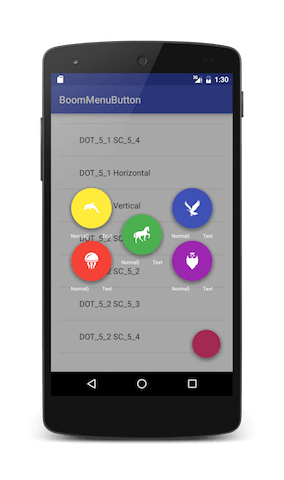 1:30
BoomMenuButton
DOT_5_1 SC_5_4
DOT_5_1 Horizontal
Vertical
Normal) Text
Normal) Text
DOT_5_2 SC
Normal) Text
Normal) Text
Normal) Text
5_2
DOT_5_2 SC_5_3
DOT_5_2 SC_5_4